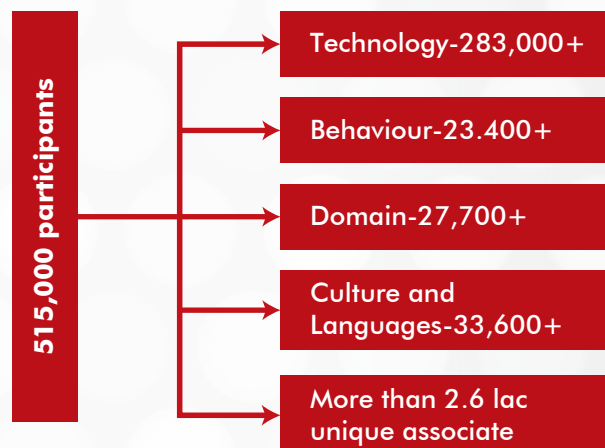 515,000 participants
Technology-283,000+
Behaviour-23.400+
Domain-27,700+
Culture and
Languages-33,600+
More than 2.6 lac
unique associate